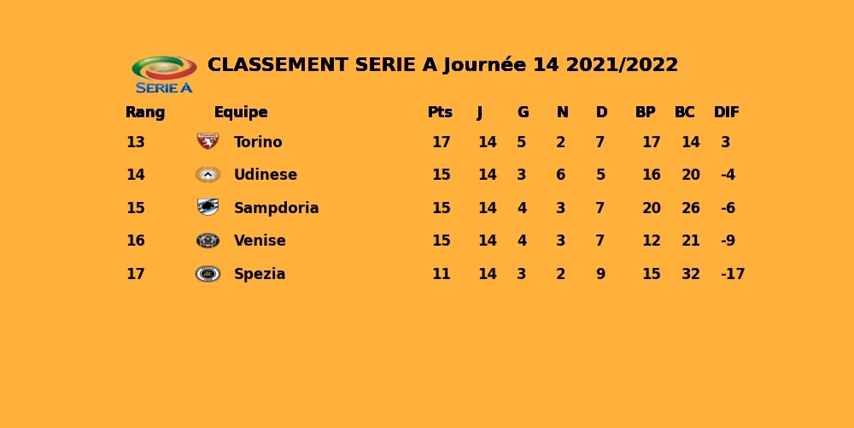 SERIE A
CLASSEMENT SERIE A Journée 14 2021/2022
Rang Equipe Pts J G N D BP BC DIF
13 Torino 17 14 5 2 7 17 14 3
14 Udinese 15 14 3 6 5 16 20 -4
15 Sampdoria 15 14 4 3 7 20 26 -6
16 Venise 15 14 4 3 7 12 21 -9
17 Spezia 11 14 3 2 9 15 32 -17